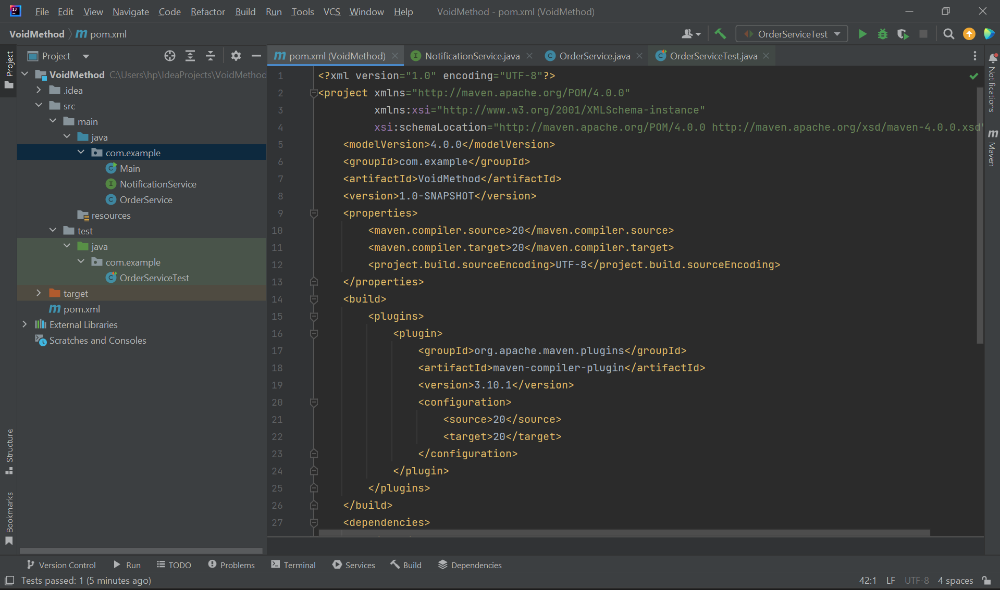 File Edit View Navigate Code Refactor Build Run Tools VCS Window Help VoidMethod - pom.xml (VoidMethod)
VoidMethod m pom.xml OrderServiceTest
Project
Project
VoidMethod C:\Users\hp\IdeaProjects\VoidMethod
.idea
src
main
java
com.example
Main
NotificationService
OrderService
resources
test
java
com.example
OrderServiceTest
target
m pom.xml
External Libraries
Scratches and Consoles
Structure
Bookmarks
m pom.xml (VoidMethod) NotificationService.java OrderService.java OrderServiceTest.java
1 <?xml version="1.0" encoding="UTF-8"?>
2 <project xmlns="http://maven.apache.org/POM/4.0.0"
3 xmlns:xsi="http://www.w3.org/2001/XMLSchema-instance"
4 xsi:schemaLocation="http://maven.apache.org/POM/4.0.0 http://maven.apache.org/xsd/maven-4.0.0.xsd"
5 <modelVersion>4.0.0</modelVersion>
6 <groupId>com.example</groupId>
7 <artifactId>VoidMethod</artifactId>
8 <version>1.0-SNAPSHOT</version>
9 <properties>
10 <maven.compiler.source>20</maven.compiler.source>
11 <maven.compiler.target>20</maven.compiler.target>
12 <project.build.sourceEncoding>UTF-8</project.build.sourceEncoding>
13 </properties>
14 <build>
15 <plugins>
16 <plugin>
17 <groupId>org.apache.maven.plugins</groupId>
18 <artifactId>maven-compiler-plugin</artifactId>
19 <version>3.10.1</version>
20 <configuration>
21 <source>20</source>
22 <target>20</target>
23 </configuration>
24 </plugin>
25 </plugins>
26 </build>
27 <dependencies>
Notifications
m Maven
Version Control Run TODO Problems Terminal Services Build Dependencies
Tests passed: 1 (5 minutes ago) 42:1 LF UTF-8 4 spaces